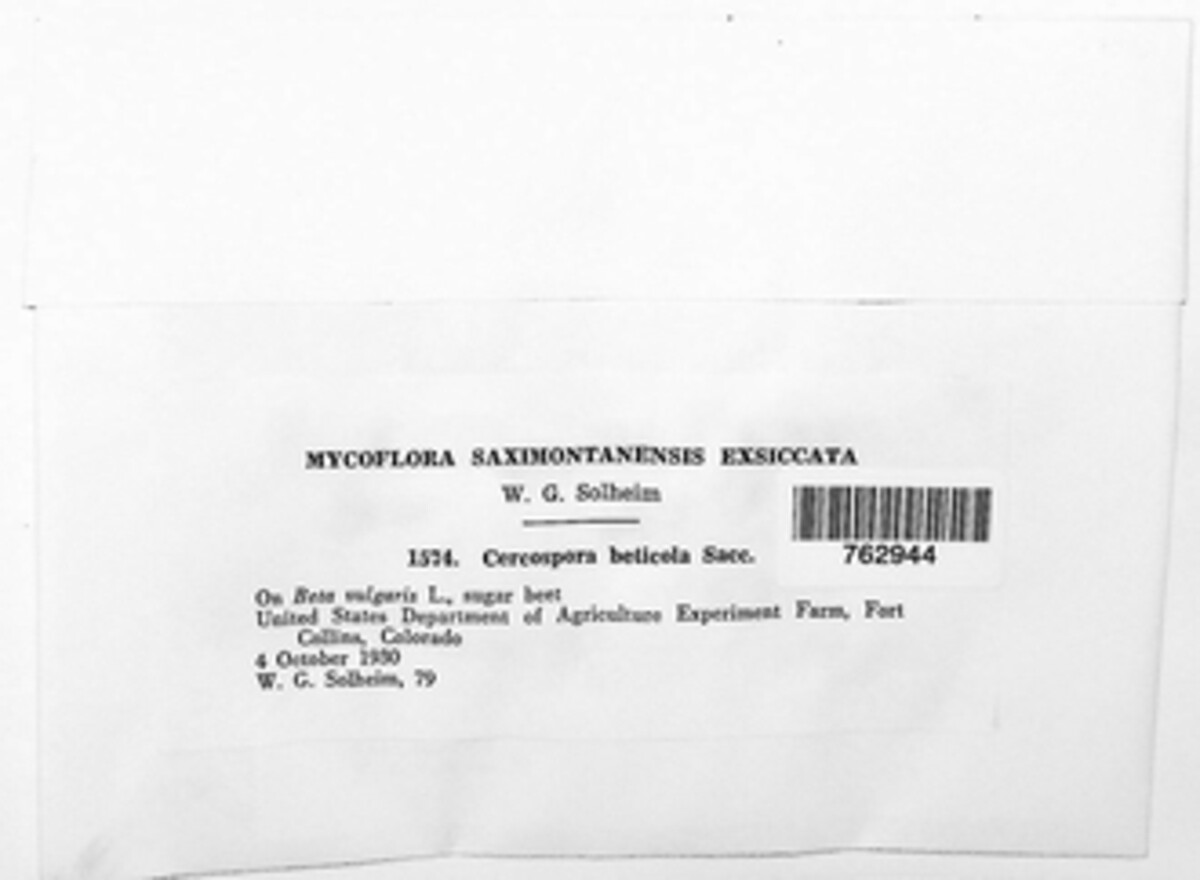 MYCOFLORA SAXIMONTANENSIS EXSICCATA
W. G. Solheim
762944
1574. Cercospora beticola Sacc.
On Beta vulgaris L., sugar beet
United States Department of Agriculture Experiment Farm, Fort
Collins, Colorado
4 October 1930
W. G. Solheim, 79